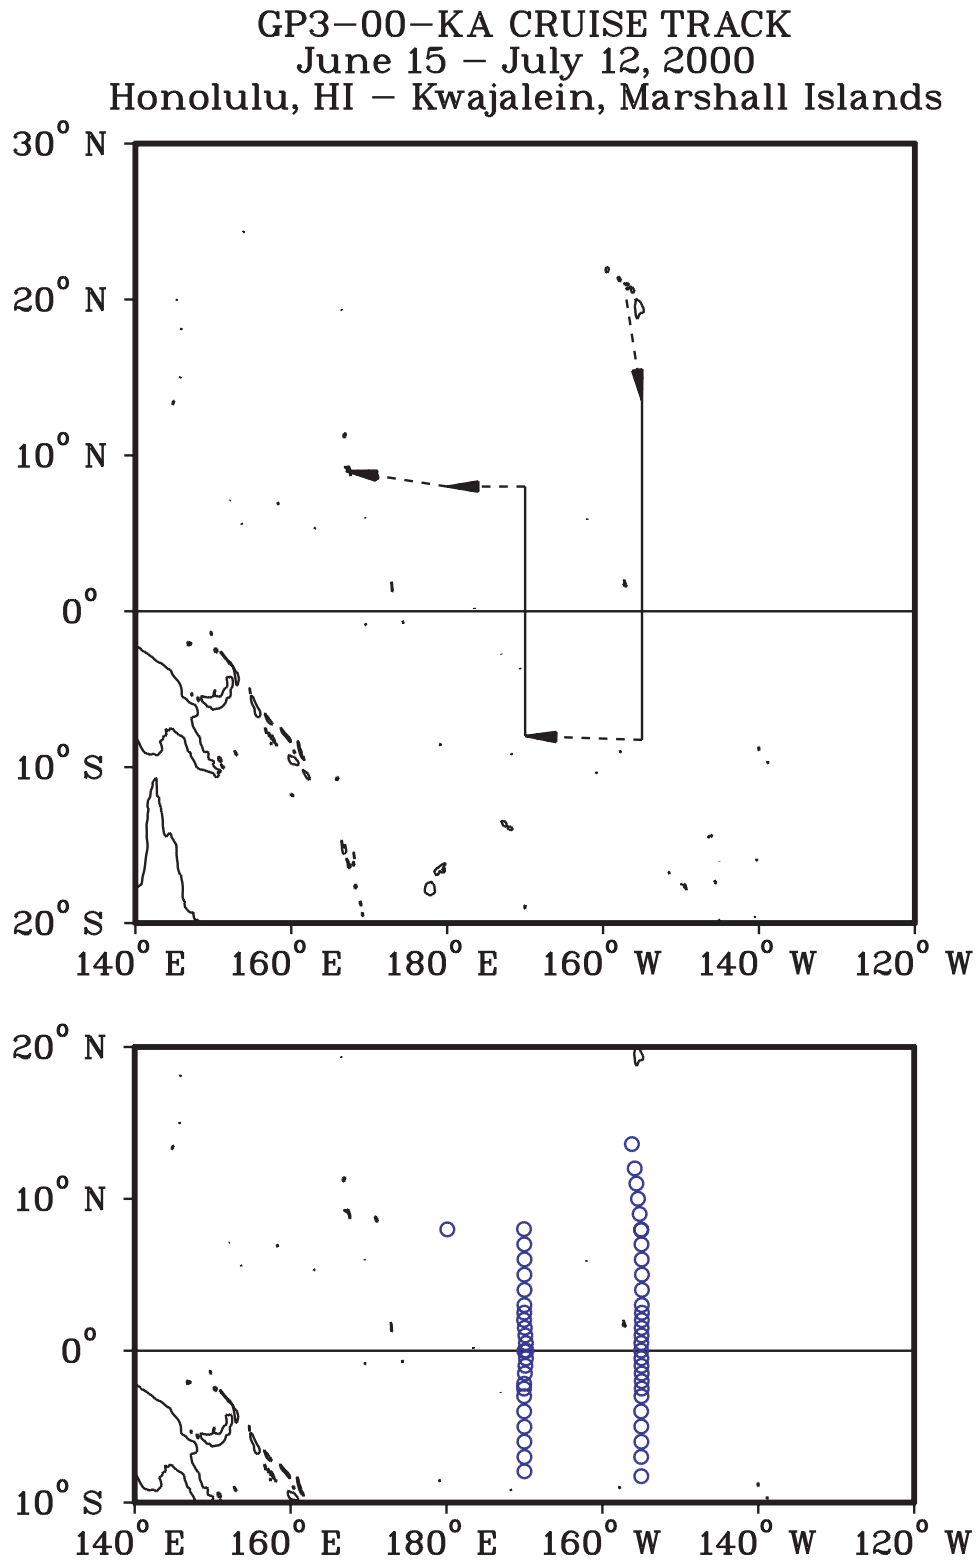 GP3-00-KA CRUISE TRACK
June 15 - July 12, 2000
Honolulu, HI - Kwajalein, Marshall Islands
30° N
20° N
10° N
0°
10° S
20° S
140° E 160° E 180° E 160° W 140° W 120° W
20° N
10° N
0°
10° S
140° E 160° E 180° E 160° W 140° W 120° W